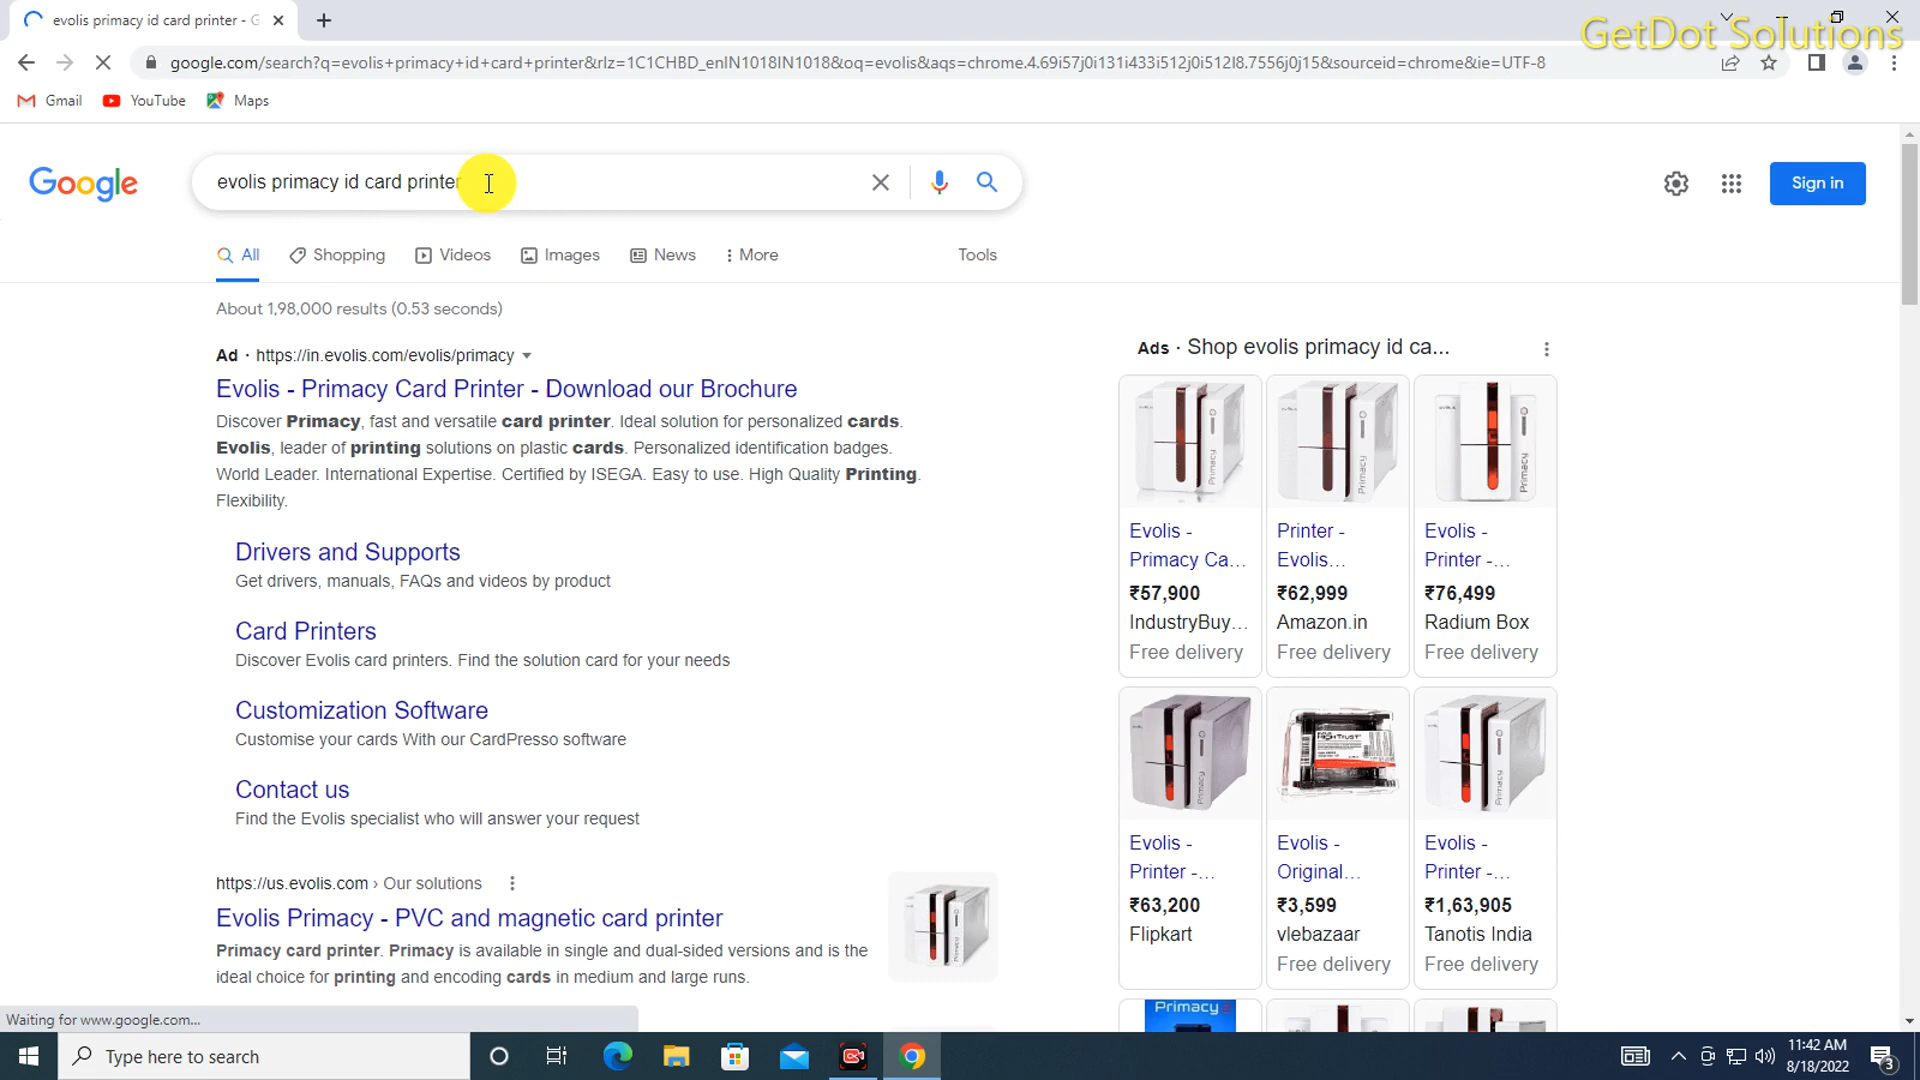 evolis primacy id card printer - G
GetDot Solutions
google.com/search?q=evolis+primacy+id+card+printer&rlz=1C1CHBD_enIN1018IN1018&oq=evolis&aqs=chrome.4.69i57j0i131i433i512j0i512l8.7556j0j15&sourceid=chrome&ie=UTF-8
Gmail YouTube Maps
Google
evolis primacy id card printer
Sign in
All Shopping Videos Images News More Tools
About 1,98,000 results (0.53 seconds)
Ad · https://in.evolis.com/evolis/primacy
Evolis - Primacy Card Printer - Download our Brochure
Discover Primacy, fast and versatile card printer. Ideal solution for personalized cards.
Evolis, leader of printing solutions on plastic cards. Personalized identification badges.
World Leader. International Expertise. Certified by ISEGA. Easy to use. High Quality Printing.
Flexibility.
Drivers and Supports
Get drivers, manuals, FAQs and videos by product
Card Printers
Discover Evolis card printers. Find the solution card for your needs
Customization Software
Customise your cards With our CardPresso software
Contact us
Find the Evolis specialist who will answer your request
https://us.evolis.com › Our solutions
Evolis Primacy - PVC and magnetic card printer
Primacy card printer. Primacy is available in single and dual-sided versions and is the
ideal choice for printing and encoding cards in medium and large runs.
Ads · Shop evolis primacy id ca...
Primacy
Evolis -
Primacy Ca...
₹57,900
IndustryBuy...
Free delivery
Primacy
Printer -
Evolis...
₹62,999
Amazon.in
Free delivery
Primacy
Evolis -
Printer -...
₹76,499
Radium Box
Free delivery
Primacy
Evolis -
Printer -...
₹63,200
Flipkart
Evolis -
Original...
₹3,599
vlebazaar
Free delivery
Primacy
Evolis -
Printer -...
₹1,63,905
Tanotis India
Free delivery
Primacy
Waiting for www.google.com...
Type here to search
11:42 AM
8/18/2022
3